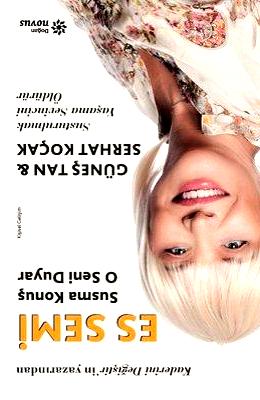 Kaderini Değiştir'in yazarından
ES SEMİ
Susma Konuş
O Seni Duyar
Kişisel Gelişim
GÜNEŞ TAN &
SERHAT KOÇAK
Susturulmak
Yaşama Sevincini
Öldürür
Doğan
novus